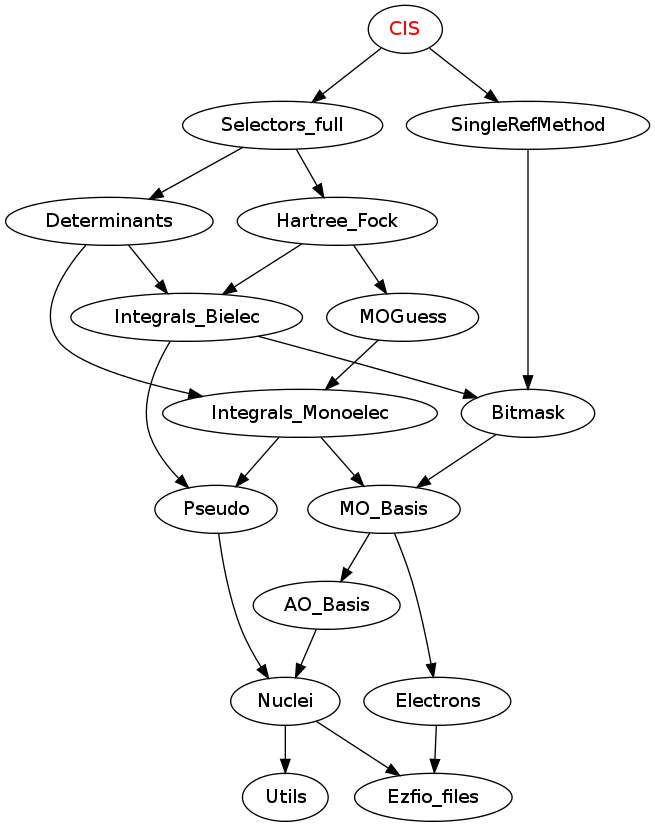 CIS
Selectors_full
SingleRefMethod
Determinants
Hartree_Fock
Integrals_Bielec
MOGuess
Integrals_Monoelec
Bitmask
Pseudo
MO_Basis
AO_Basis
Nuclei
Electrons
Utils
Ezfio_files